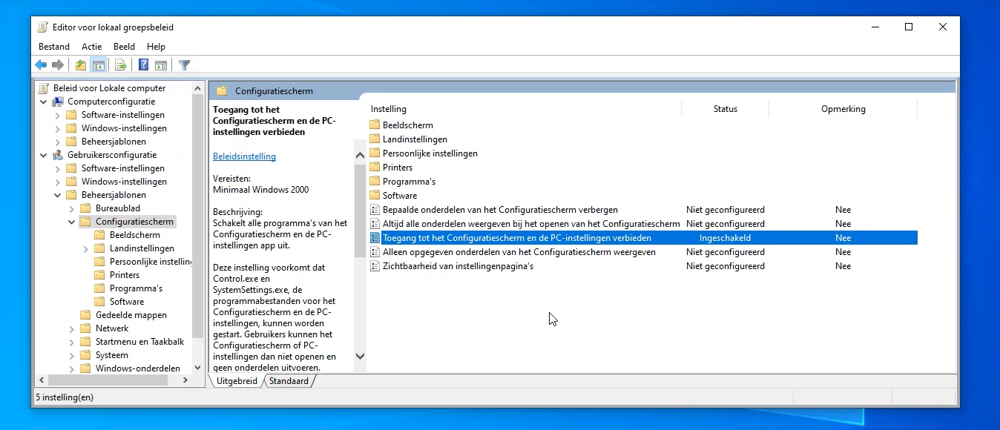 Editor voor lokaal groepsbeleid
Bestand Actie Beeld Help
Beleid voor Lokale computer
Computerconfiguratie
Software-instellingen
Windows-instellingen
Beheersjablonen
Gebruikersconfiguratie
Software-instellingen
Windows-instellingen
Beheersjablonen
Bureaublad
Configuratiescherm
Beeldscherm
Landinstellingen
Persoonlijke instelling
Printers
Programma's
Software
Gedeelde mappen
Netwerk
Startmenu en Taakbalk
Systeem
Windows-onderdelen
Configuratiescherm
Toegang tot het
Configuratiescherm en de PC-
instellingen verbieden
Beleidsinstelling
Vereisten:
Minimaal Windows 2000
Beschrijving:
Schakelt alle programma's van het
Configuratiescherm en de PC-
instellingen app uit.
Deze instelling voorkomt dat
Control.exe en
SystemSettings.exe, de
programmabestanden voor het
Configuratiescherm en de PC-
instellingen, kunnen worden
gestart. Gebruikers kunnen het
Configuratiescherm of PC-
instellingen dan niet openen en
geen onderdelen uitvoeren.
Instelling Status Opmerking
Beeldscherm
Landinstellingen
Persoonlijke instellingen
Printers
Programma's
Software
Bepaalde onderdelen van het Configuratiescherm verbergen Niet geconfigureerd Nee
Altijd alle onderdelen weergeven bij het openen van het Configuratiescherm Niet geconfigureerd Nee
Toegang tot het Configuratiescherm en de PC-instellingen verbieden Ingeschakeld Nee
Alleen opgegeven onderdelen van het Configuratiescherm weergeven Niet geconfigureerd Nee
Zichtbaarheid van instellingenpagina's Niet geconfigureerd Nee
Uitgebreid Standaard
5 instelling(en)